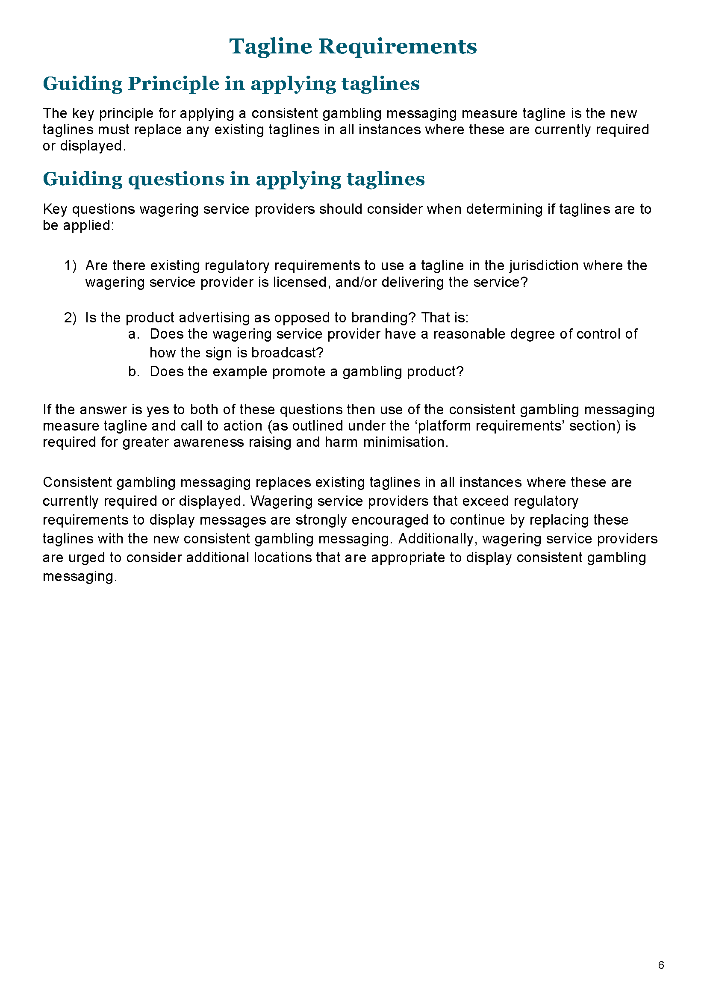 Tagline Requirements
Guiding Principle in applying taglines
The key principle for applying a consistent gambling messaging measure tagline is the new
taglines must replace any existing taglines in all instances where these are currently required
or displayed.
Guiding questions in applying taglines
Key questions wagering service providers should consider when determining if taglines are to
be applied:
1) Are there existing regulatory requirements to use a tagline in the jurisdiction where the
wagering service provider is licensed, and/or delivering the service?
2) Is the product advertising as opposed to branding? That is:
a. Does the wagering service provider have a reasonable degree of control of
how the sign is broadcast?
b. Does the example promote a gambling product?
If the answer is yes to both of these questions then use of the consistent gambling messaging
measure tagline and call to action (as outlined under the ‘platform requirements’ section) is
required for greater awareness raising and harm minimisation.
Consistent gambling messaging replaces existing taglines in all instances where these are
currently required or displayed. Wagering service providers that exceed regulatory
requirements to display messages are strongly encouraged to continue by replacing these
taglines with the new consistent gambling messaging. Additionally, wagering service providers
are urged to consider additional locations that are appropriate to display consistent gambling
messaging.
6